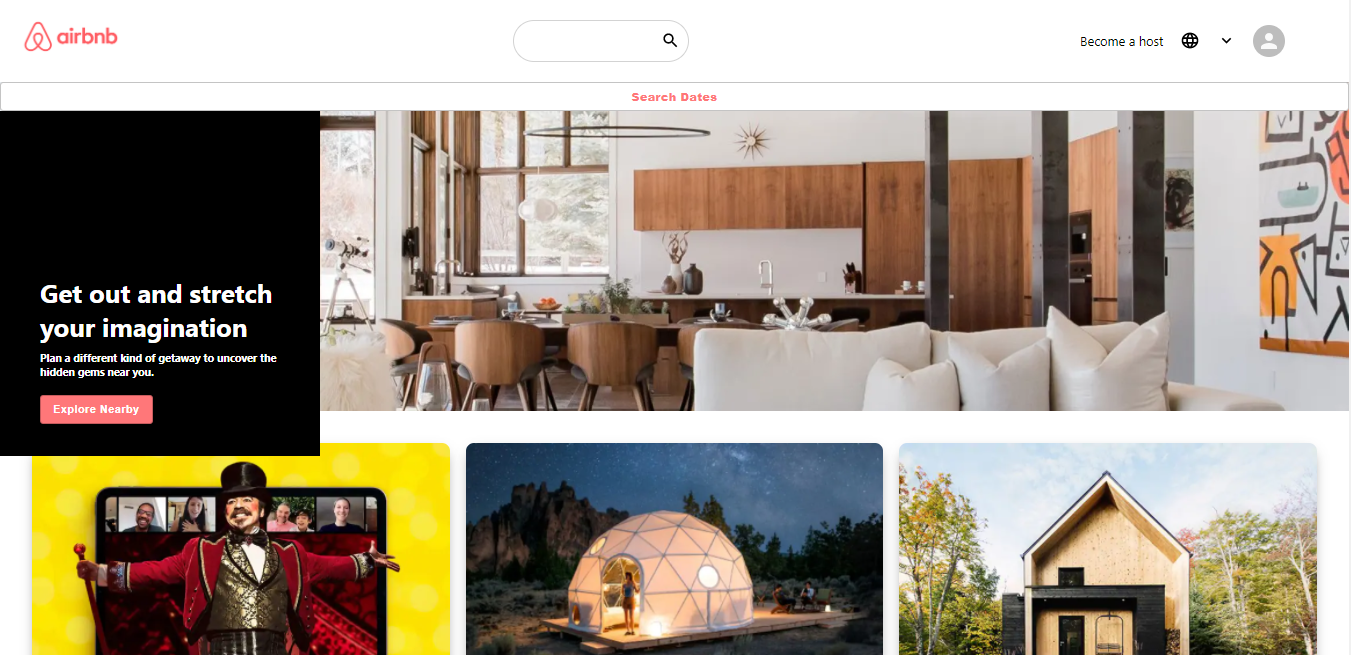 airbnb
Become a host
Search Dates
Get out and stretch
your imagination
Plan a different kind of getaway to uncover the
hidden gems near you.
Explore Nearby